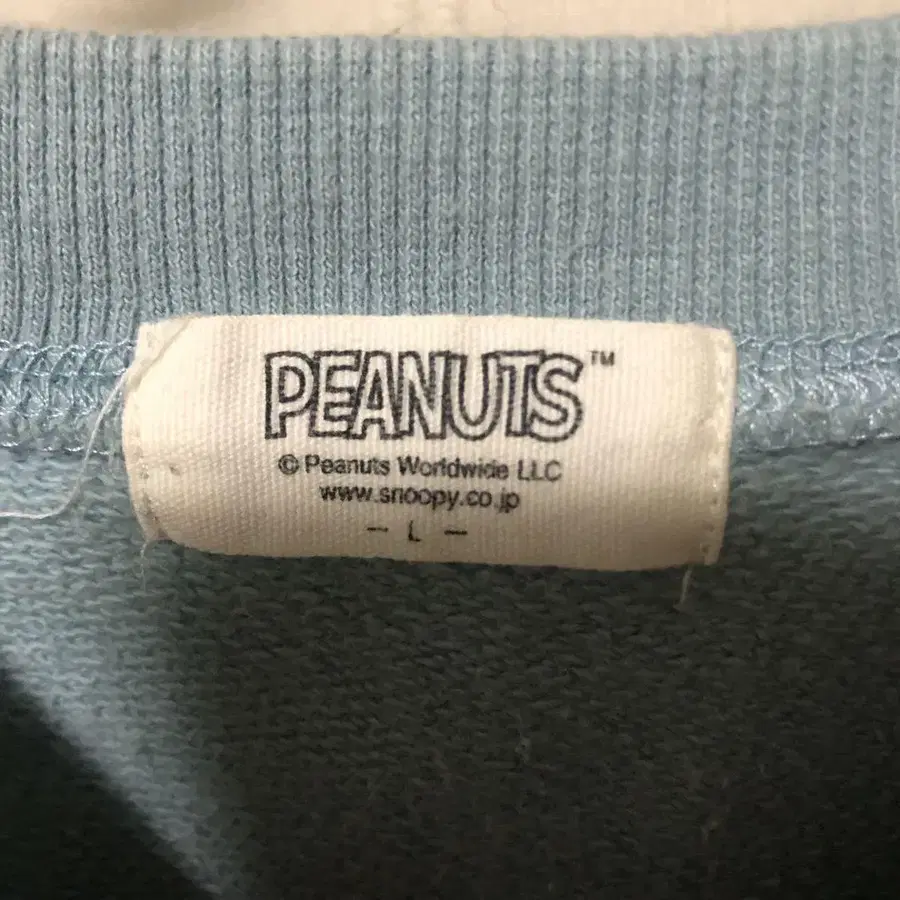 PEANUTS™
© Peanuts Worldwide LLC
www.snoopy.co.jp
- L -